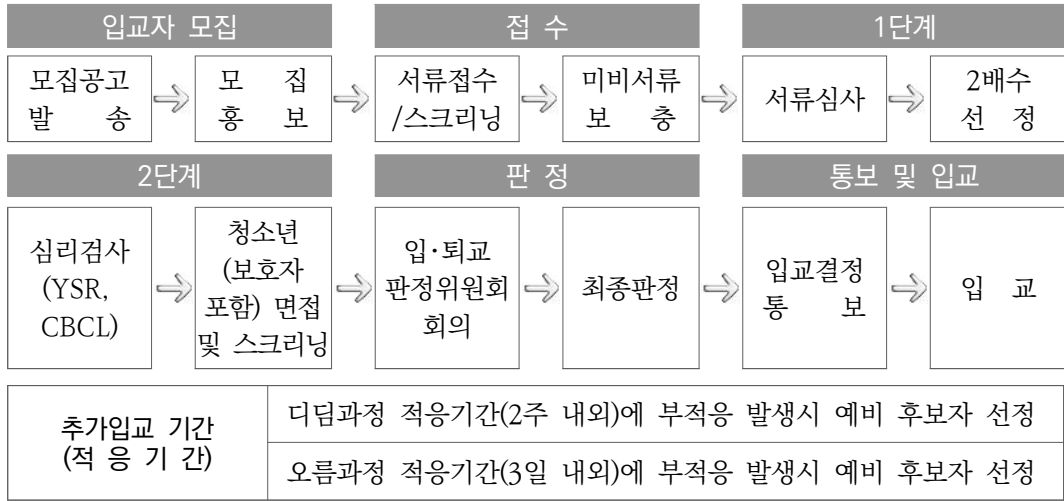 입교자 모집
접 수
1단계
모집공고
발 송
모 집
홍 보
서류접수
/스크리닝
미비서류
보 충
서류심사
2배수
선 정
2단계
판 정
통보 및 입교
심리검사
(YSR,
CBCL)
청소년
(보호자
포함) 면접
및 스크리닝
입·퇴교
판정위원회
회의
최종판정
입교결정
통 보
입 교
추가입교 기간
(적 응 기 간)
디딤과정 적응기간(2주 내외)에 부적응 발생시 예비 후보자 선정
오름과정 적응기간(3일 내외)에 부적응 발생시 예비 후보자 선정